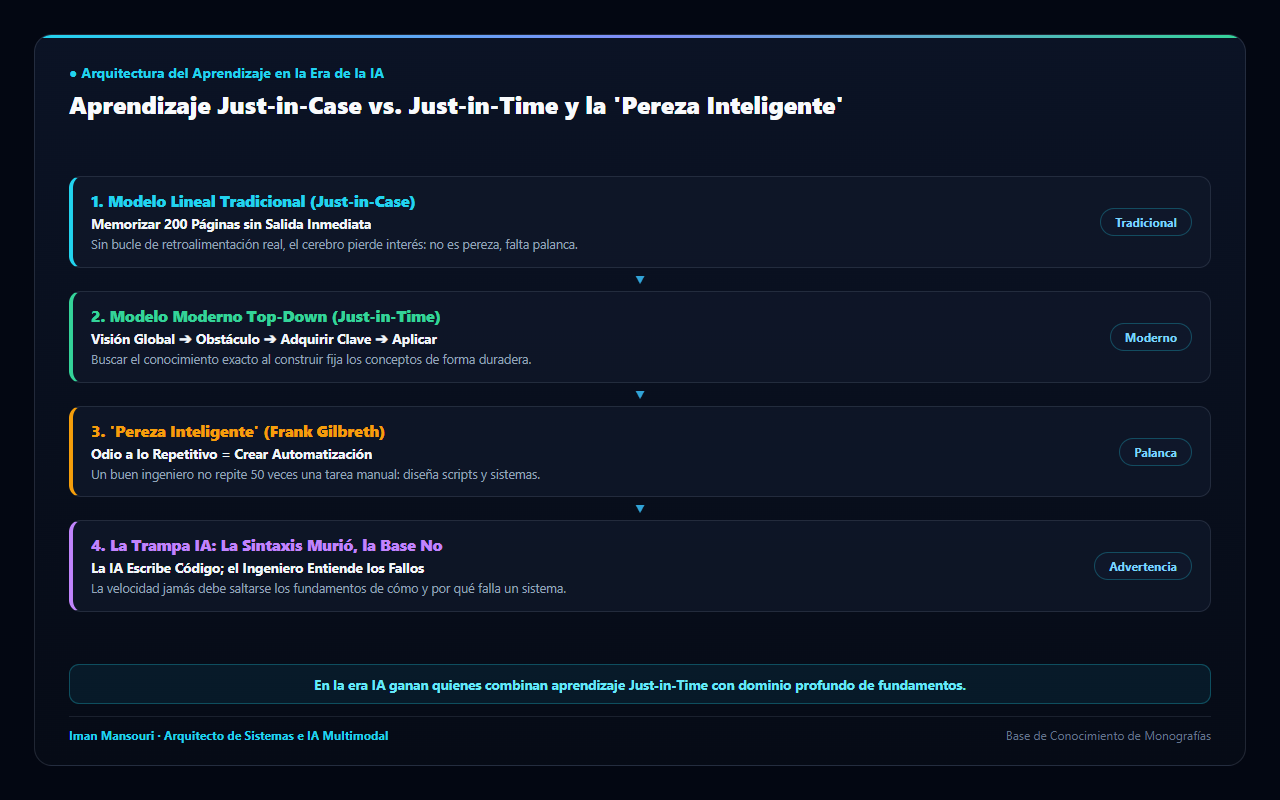 ● Arquitectura del Aprendizaje en la Era de la IA
Aprendizaje Just-in-Case vs. Just-in-Time y la 'Pereza Inteligente'
1. Modelo Lineal Tradicional (Just-in-Case)
Memorizar 200 Páginas sin Salida Inmediata
Sin bucle de retroalimentación real, el cerebro pierde interés: no es pereza, falta palanca.
Tradicional
▼
2. Modelo Moderno Top-Down (Just-in-Time)
Visión Global ➔ Obstáculo ➔ Adquirir Clave ➔ Aplicar
Buscar el conocimiento exacto al construir fija los conceptos de forma duradera.
Moderno
▼
3. 'Pereza Inteligente' (Frank Gilbreth)
Odio a lo Repetitivo = Crear Automatización
Un buen ingeniero no repite 50 veces una tarea manual: diseña scripts y sistemas.
Palanca
▼
4. La Trampa IA: La Sintaxis Murió, la Base No
La IA Escribe Código; el Ingeniero Entiende los Fallos
La velocidad jamás debe saltarse los fundamentos de cómo y por qué falla un sistema.
Advertencia
En la era IA ganan quienes combinan aprendizaje Just-in-Time con dominio profundo de fundamentos.
Iman Mansouri · Arquitecto de Sistemas e IA Multimodal
Base de Conocimiento de Monografías